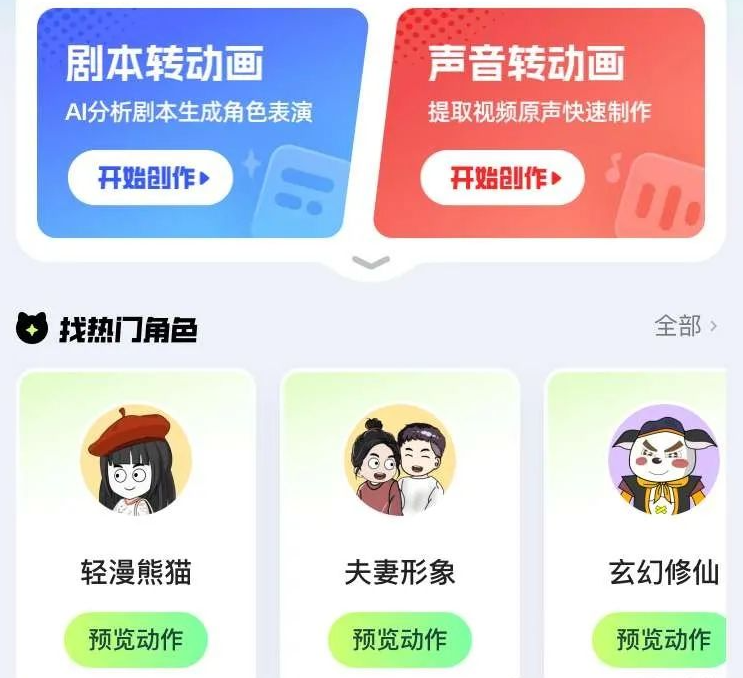 剧本转动画
AI分析剧本生成角色表演
开始创作
声音转动画
提取视频原声快速制作
开始创作
找热门角色
全部
轻漫熊猫
夫妻形象
玄幻修仙
预览动作
预览动作
预览动作